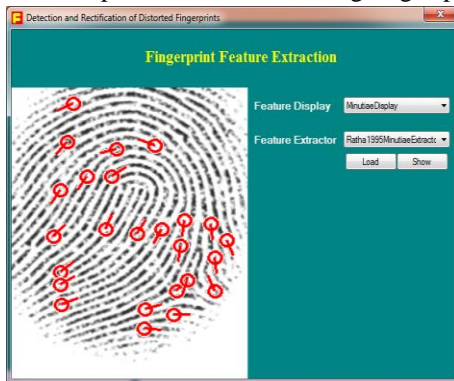 Detection and Rectification of Distorted Fingerprints
Fingerprint Feature Extraction
Feature Display MinutiaeDisplay
Feature Extractor Ratha1995MinutiaeExtracto
Load Show